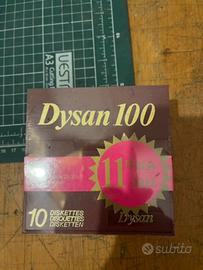 Dysan 100
11
10 DISKETTES
DISQUETTES
DISKETTEN
Dysan
subito